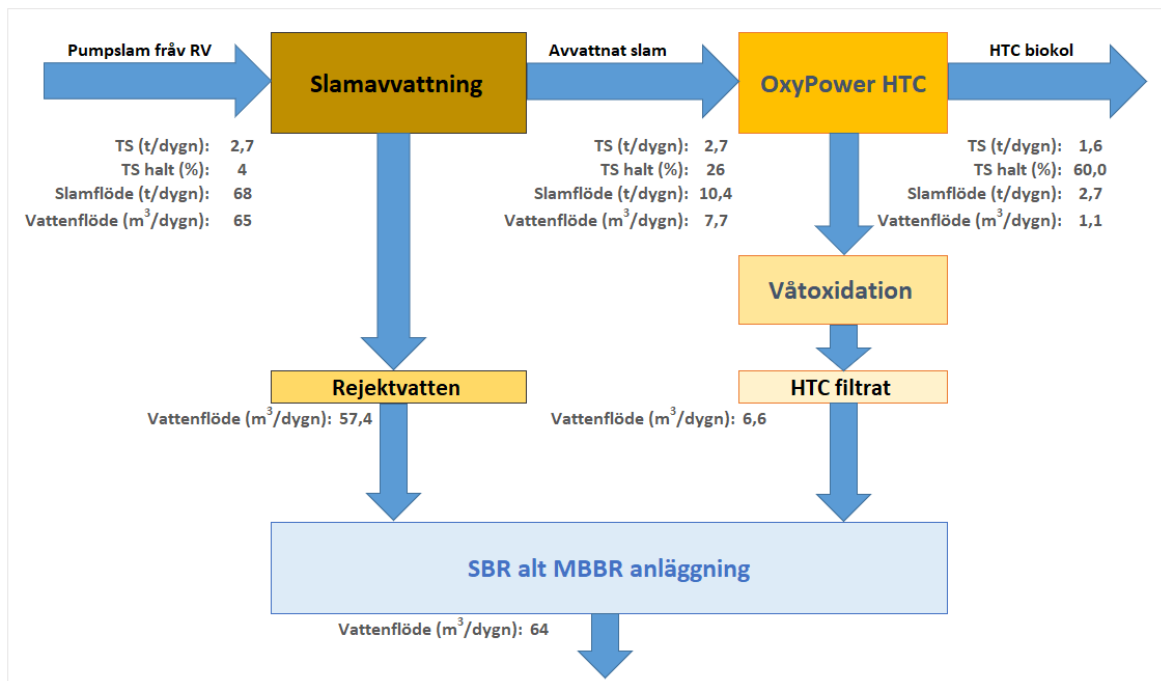 Pumpslam fråv RV
Slamavvattning
Avvattnat slam
OxyPower HTC
HTC biokol
TS (t/dygn): 2,7
TS halt (%): 4
Slamflöde (t/dygn): 68
Vattenflöde (m³/dygn): 65
TS (t/dygn): 2,7
TS halt (%): 26
Slamflöde (t/dygn): 10,4
Vattenflöde (m³/dygn): 7,7
TS (t/dygn): 1,6
TS halt (%): 60,0
Slamflöde (t/dygn): 2,7
Vattenflöde (m³/dygn): 1,1
Våtoxidation
Rejektvatten
HTC filtrat
Vattenflöde (m³/dygn): 57,4
Vattenflöde (m³/dygn): 6,6
SBR alt MBBR anläggning
Vattenflöde (m³/dygn): 64